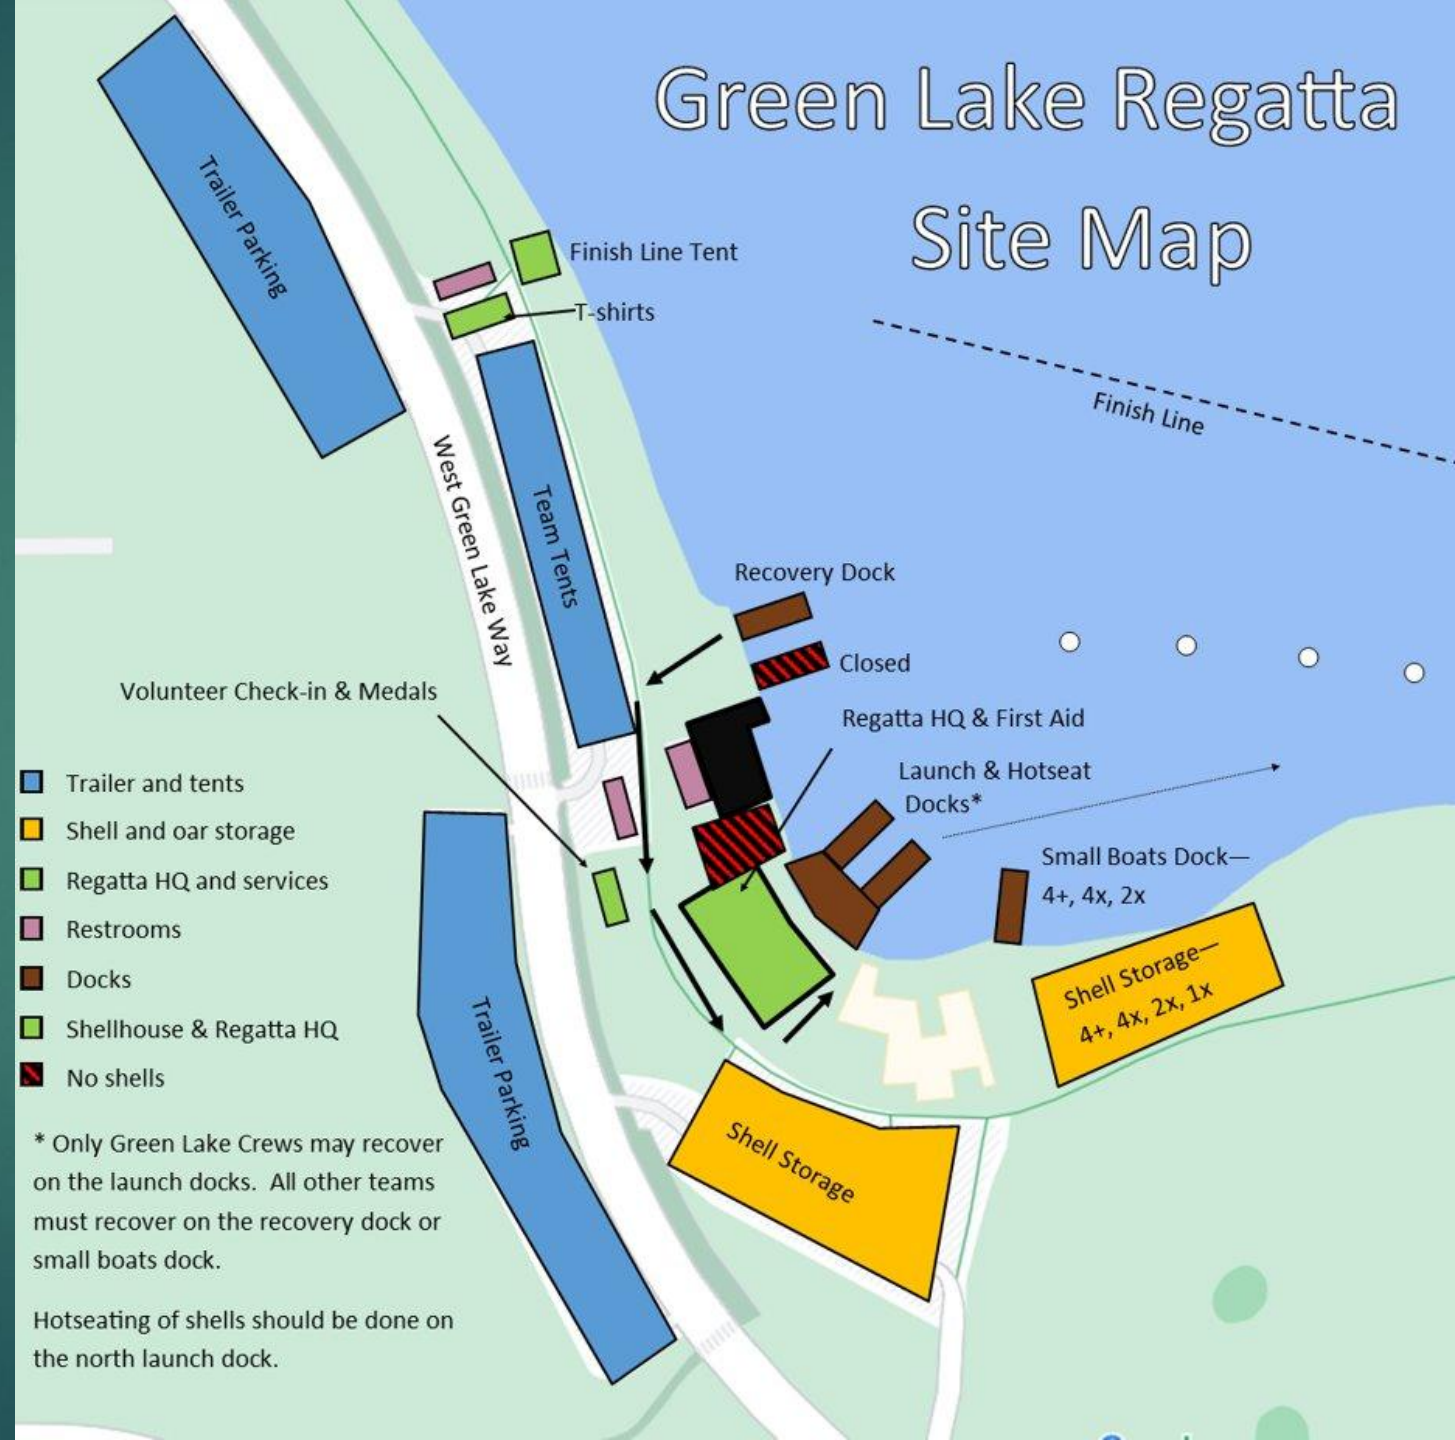 Green Lake Regatta
Site Map
Trailer Parking
Finish Line Tent
T-shirts
Finish Line
West Green Lake Way
Team Tents
Recovery Dock
Closed
Volunteer Check-in & Medals
Regatta HQ & First Aid
Launch & Hotseat
Docks*
Small Boats Dock—
4+, 4x, 2x
Shell Storage—
4+, 4x, 2x, 1x
Trailer and tents
Shell and oar storage
Regatta HQ and services
Restrooms
Docks
Shellhouse & Regatta HQ
No shells
Trailer Parking
Shell Storage
* Only Green Lake Crews may recover
on the launch docks. All other teams
must recover on the recovery dock or
small boats dock.
Hotseating of shells should be done on
the north launch dock.